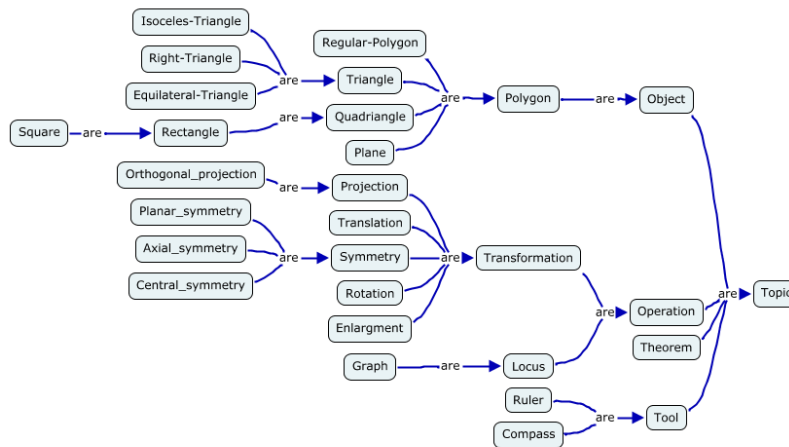 Isoceles-Triangle
Regular-Polygon
Right-Triangle
are
Triangle
Equilateral-Triangle
are
Polygon
are
Object
Square
are
Rectangle
are
Quadriangle
Plane
Orthogonal_projection
are
Projection
Planar_symmetry
Translation
Axial_symmetry
are
Symmetry
are
Transformation
Central_symmetry
Rotation
are
Topic
Enlargment
are
Operation
Theorem
Graph
are
Locus
Ruler
are
Tool
Compass